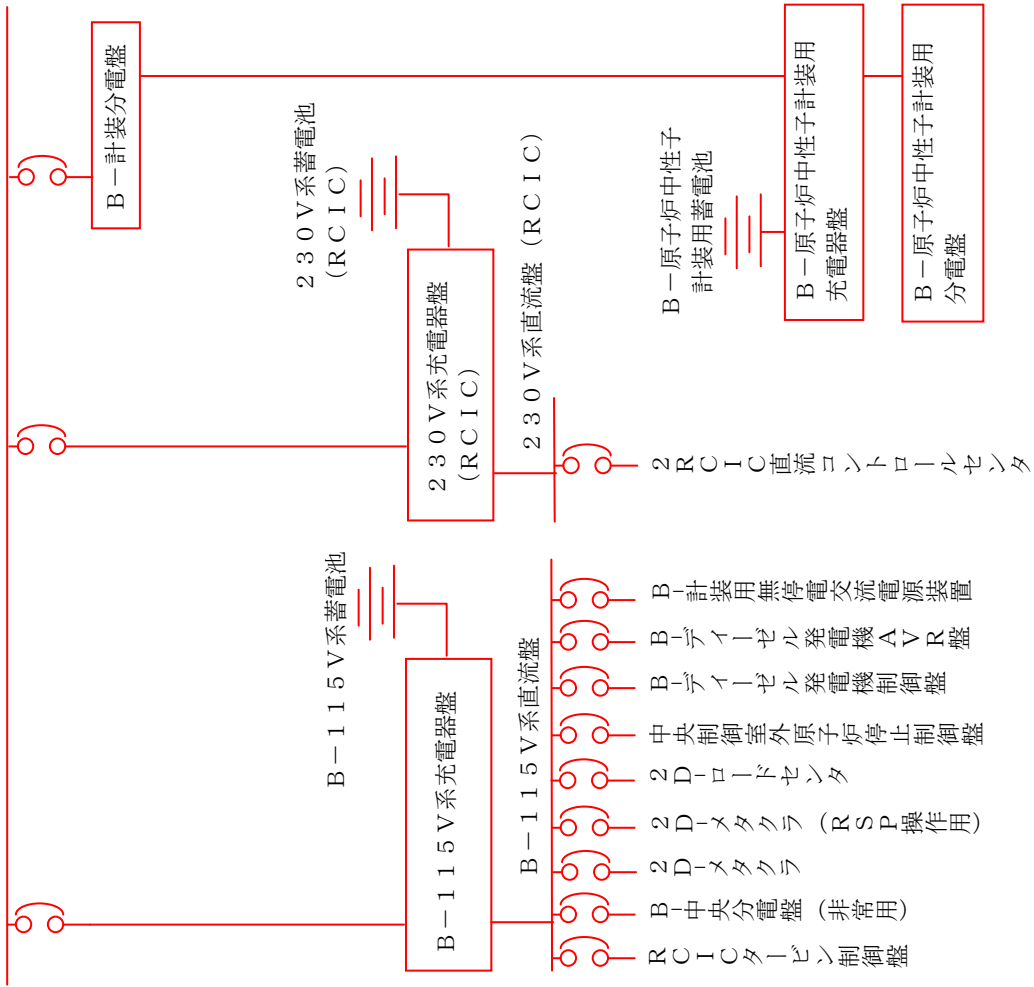 B－計装分電盤
230V系蓄電池
(RCIC)
230V系充電器盤
(RCIC)
230V系直流盤(RCIC)
2RCIC直流コントロールセンタ
B－原子炉中性子
計装用蓄電池
B－原子炉中性子計装用
充電器盤
B－原子炉中性子計装用
分電盤
B－115V系蓄電池
B－115V系充電器盤
B－115V系直流盤
B-計装用無停電交流電源装置
B-ディーゼル発電機AVR盤
B-ディーゼル発電機制御盤
中央制御室外原子炉停止制御盤
2D-ロードセンタ
2D-メタクラ(RSP操作用)
2D-メタクラ
B-中央分電盤(非常用)
RCICタービン制御盤